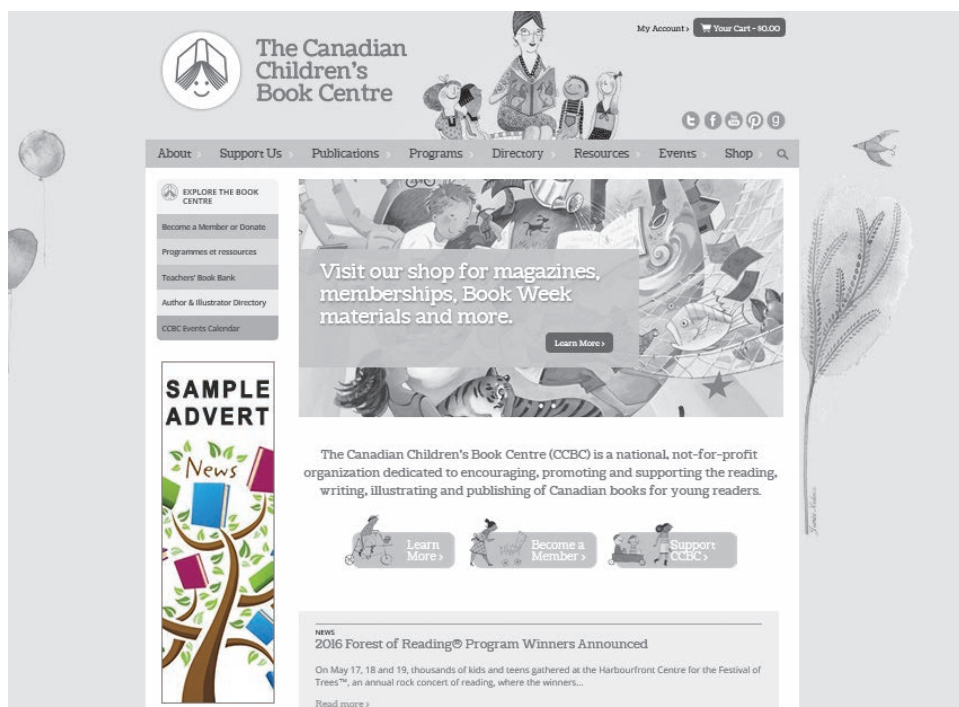 The Canadian
Children's
Book Centre
My Account ›
Your Cart - $0.00
About
Support Us
Publications
Programs
Directory
Resources
Events
Shop
EXPLORE THE BOOK
CENTRE
Become a Member or Donate
Programmes et ressources
Teachers' Book Bank
Author & Illustrator Directory
CCBC Events Calendar
Visit our shop for magazines,
memberships, Book Week
materials and more.
Learn More ›
SAMPLE
ADVERT
News
The Canadian Children's Book Centre (CCBC) is a national, not-for-profit
organization dedicated to encouraging, promoting and supporting the reading,
writing, illustrating and publishing of Canadian books for young readers.
Learn
More ›
Become a
Member ›
Support
CCBC ›
NEWS
2016 Forest of Reading® Program Winners Announced
On May 17, 18 and 19, thousands of kids and teens gathered at the Harbourfront Centre for the Festival of
Trees™, an annual rock concert of reading, where the winners...
Read more ›